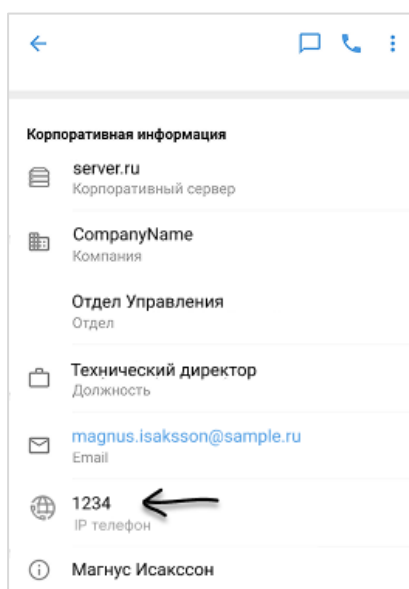 Корпоративная информация
server.ru
Корпоративный сервер
CompanyName
Компания
Отдел Управления
Отдел
Технический директор
Должность
magnus.isaksson@sample.ru
Email
1234
IP телефон
Магнус Исакссон